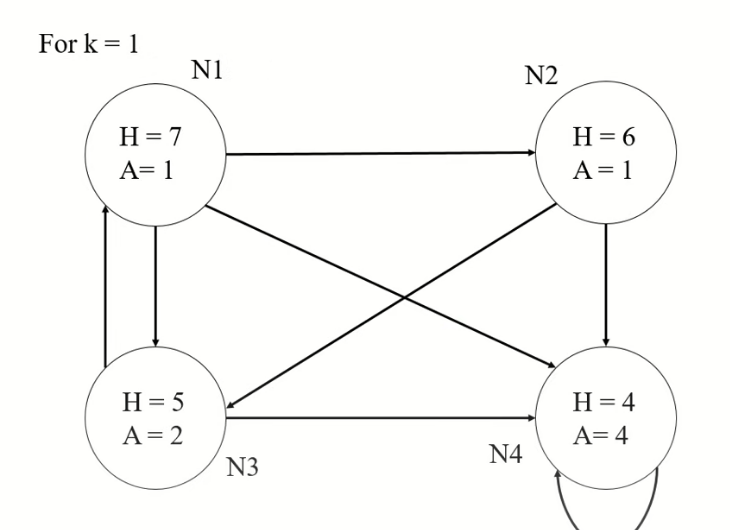 For k = 1
N1
N2
H = 7
A= 1
H = 6
A = 1
H = 5
A = 2
H = 4
A= 4
N3
N4